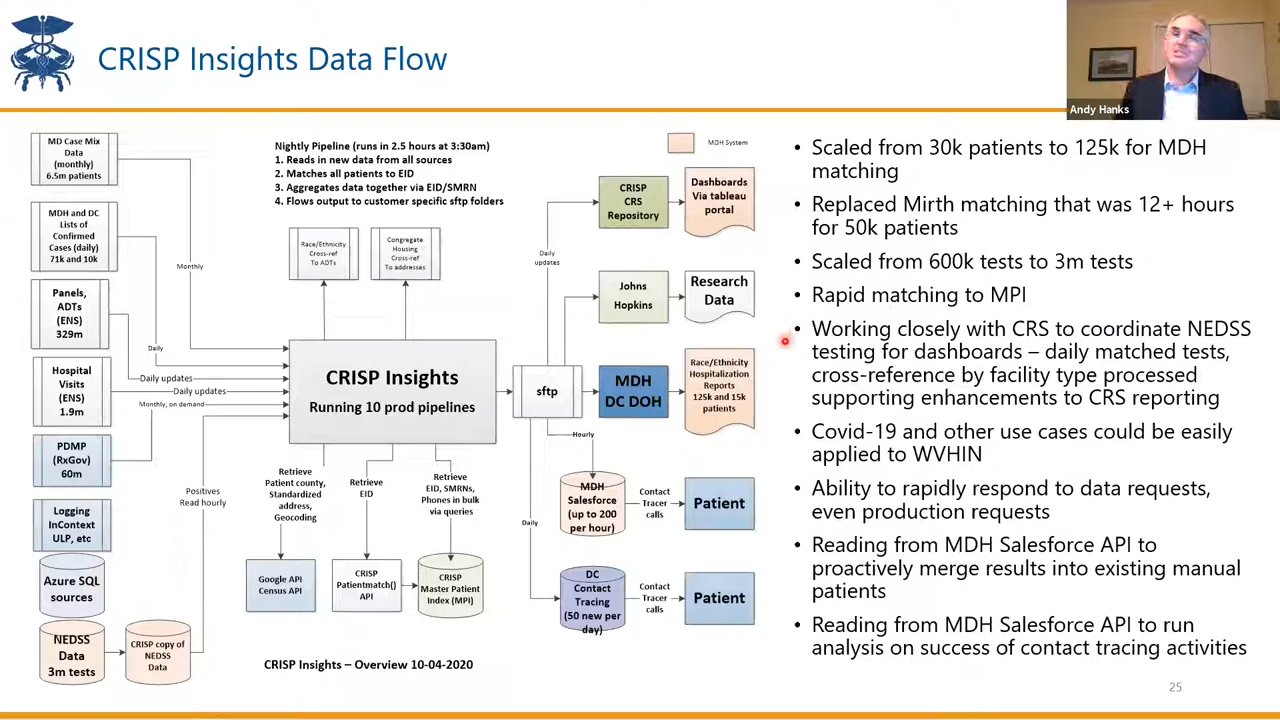 CRISP Insights Data Flow
Andy Hanks
MD Case Mix
Data
(monthly)
6.5m patients
MDH and DC
Lists of
Confirmed
Cases (daily)
71k and 10k
Panels,
ADTs
(ENS)
329m
Hospital
Visits
(ENS)
1.9m
PDMP
(RxGov)
60m
Logging
InContext
ULP, etc
Azure SQL
sources
NEDSS
Data
3m tests
CRISP copy of
NEDSS
Data
Monthly
Daily
Daily updates
Daily updates
Monthly, on demand
Positives
Read hourly
Nightly Pipeline (runs in 2.5 hours at 3:30am)
1. Reads in new data from all sources
2. Matches all patients to EID
3. Aggregates data together via EID/SMRN
4. Flows output to customer specific sftp folders
Race/Ethnicity
Cross-ref
To ADTs
Congregate
Housing
Cross-ref
To addresses
CRISP Insights
Running 10 prod pipelines
Retrieve
Patient county,
Standardized
address,
Geocoding
Retrieve
EID
Retrieve
EID, SMRNs,
Phones in bulk
via queries
Google API
Census API
CRISP
Patientmatch()
API
CRISP
Master Patient
Index (MPI)
CRISP Insights – Overview 10-04-2020
sftp
Daily
updates
Hourly
Daily
MDH System
CRISP
CRS
Repository
Dashboards
Via tableau
portal
Johns
Hopkins
Research
Data
MDH
DC DOH
Race/Ethnicity
Hospitalization
Reports
125k and 15k
patients
MDH
Salesforce
(up to 200
per hour)
Contact
Tracer
calls
Patient
DC
Contact
Tracing
(50 new per
day)
Contact
Tracer
calls
Patient
• Scaled from 30k patients to 125k for MDH
matching
• Replaced Mirth matching that was 12+ hours
for 50k patients
• Scaled from 600k tests to 3m tests
• Rapid matching to MPI
• Working closely with CRS to coordinate NEDSS
testing for dashboards – daily matched tests,
cross-reference by facility type processed
supporting enhancements to CRS reporting
• Covid-19 and other use cases could be easily
applied to WVHIN
• Ability to rapidly respond to data requests,
even production requests
• Reading from MDH Salesforce API to
proactively merge results into existing manual
patients
• Reading from MDH Salesforce API to run
analysis on success of contact tracing activities
25